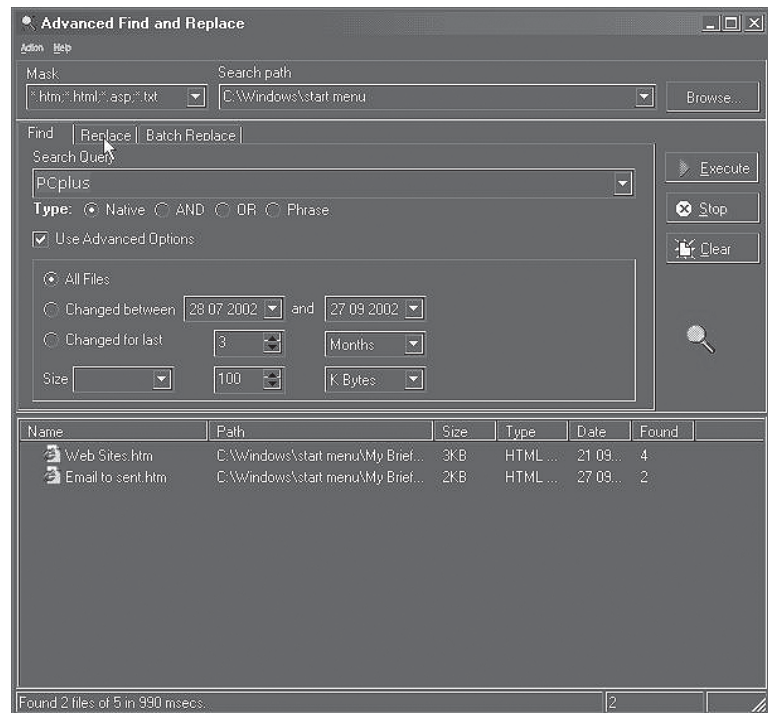 Advanced Find and Replace
Action Help
Mask Search path
*.htm;*.html;*.asp;*.txt C:\Windows\start menu Browse...
Find Replace Batch Replace
Search Query
PCplus
Execute
Type: Native AND OR Phrase
Stop
Use Advanced Options
Clear
All Files
Changed between 28 07 2002 and 27 09 2002
Changed for last 3 Months
Size 100 K Bytes
Name Path Size Type Date Found
Web Sites.htm C:\Windows\start menu\My Brief... 3KB HTML ... 21 09... 4
Email to sent.htm C:\Windows\start menu\My Brief... 2KB HTML ... 27 09... 2
Found 2 files of 5 in 990 msecs. 2